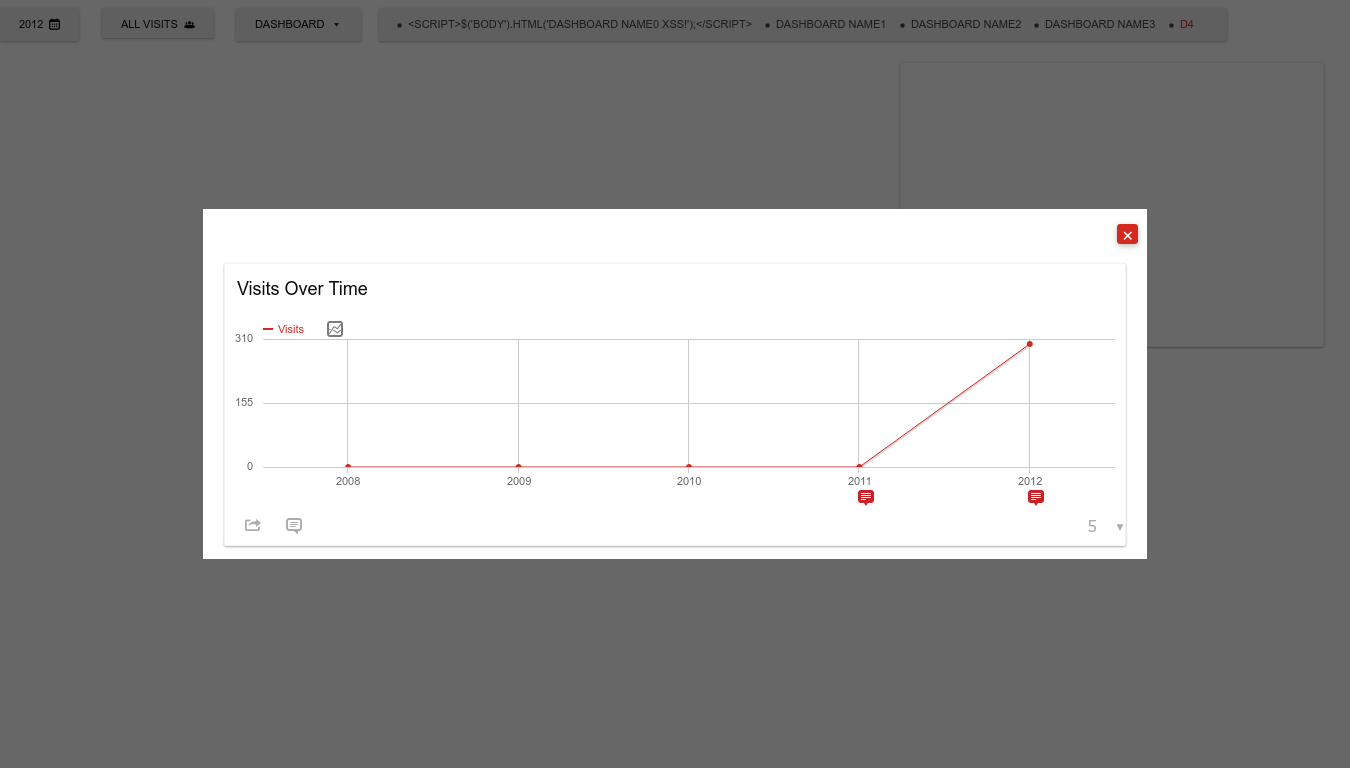 2012 ALL VISITS DASHBOARD <SCRIPT>$('BODY').HTML('DASHBOARD NAME0 XSS!');</SCRIPT> DASHBOARD NAME1 DASHBOARD NAME2 DASHBOARD NAME3 D4
Visits Over Time
Visits
310
155
0
2008 2009 2010 2011 2012
5